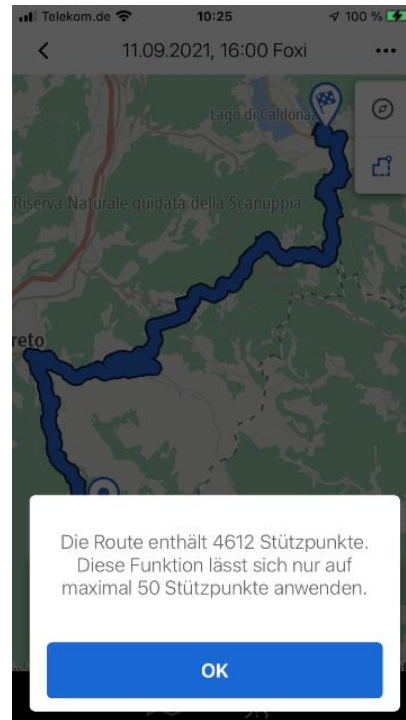 Telekom.de
10:25
100 %
11.09.2021, 16:00 Foxi
Lago di Caldona
Riserva Naturale guidata della Scanuppia
reto
Die Route enthält 4612 Stützpunkte.
Diese Funktion lässt sich nur auf
maximal 50 Stützpunkte anwenden.
OK